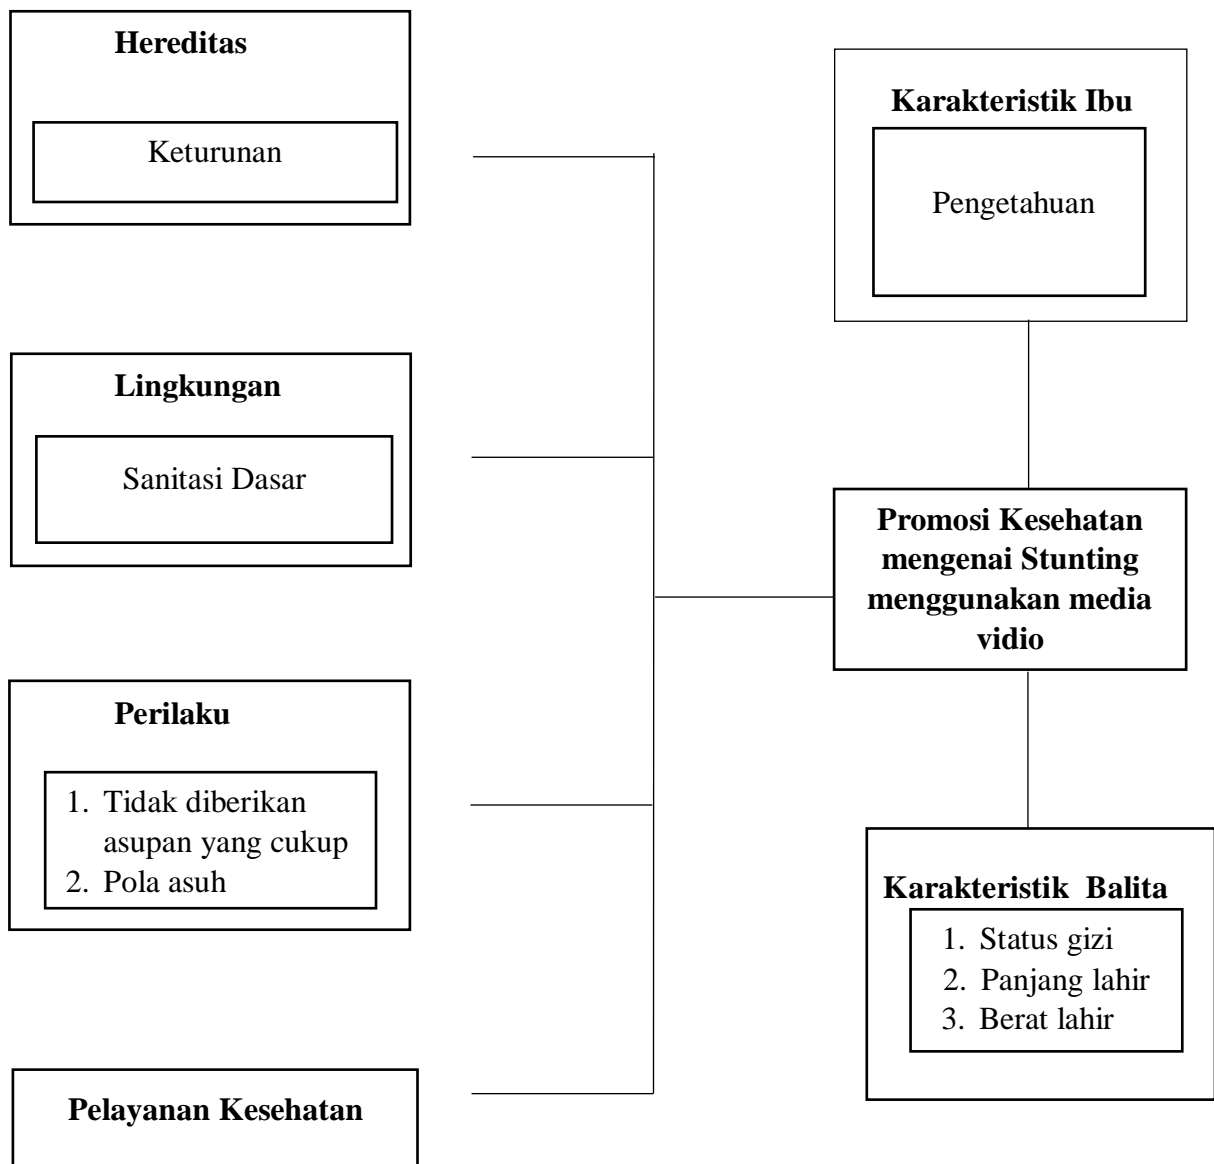 Hereditas
Keturunan
Lingkungan
Sanitasi Dasar
Perilaku
1. Tidak diberikan
asupan yang cukup
2. Pola asuh
Pelayanan Kesehatan
Karakteristik Ibu
Pengetahuan
Promosi Kesehatan
mengenai Stunting
menggunakan media
vidio
Karakteristik Balita
1. Status gizi
2. Panjang lahir
3. Berat lahir